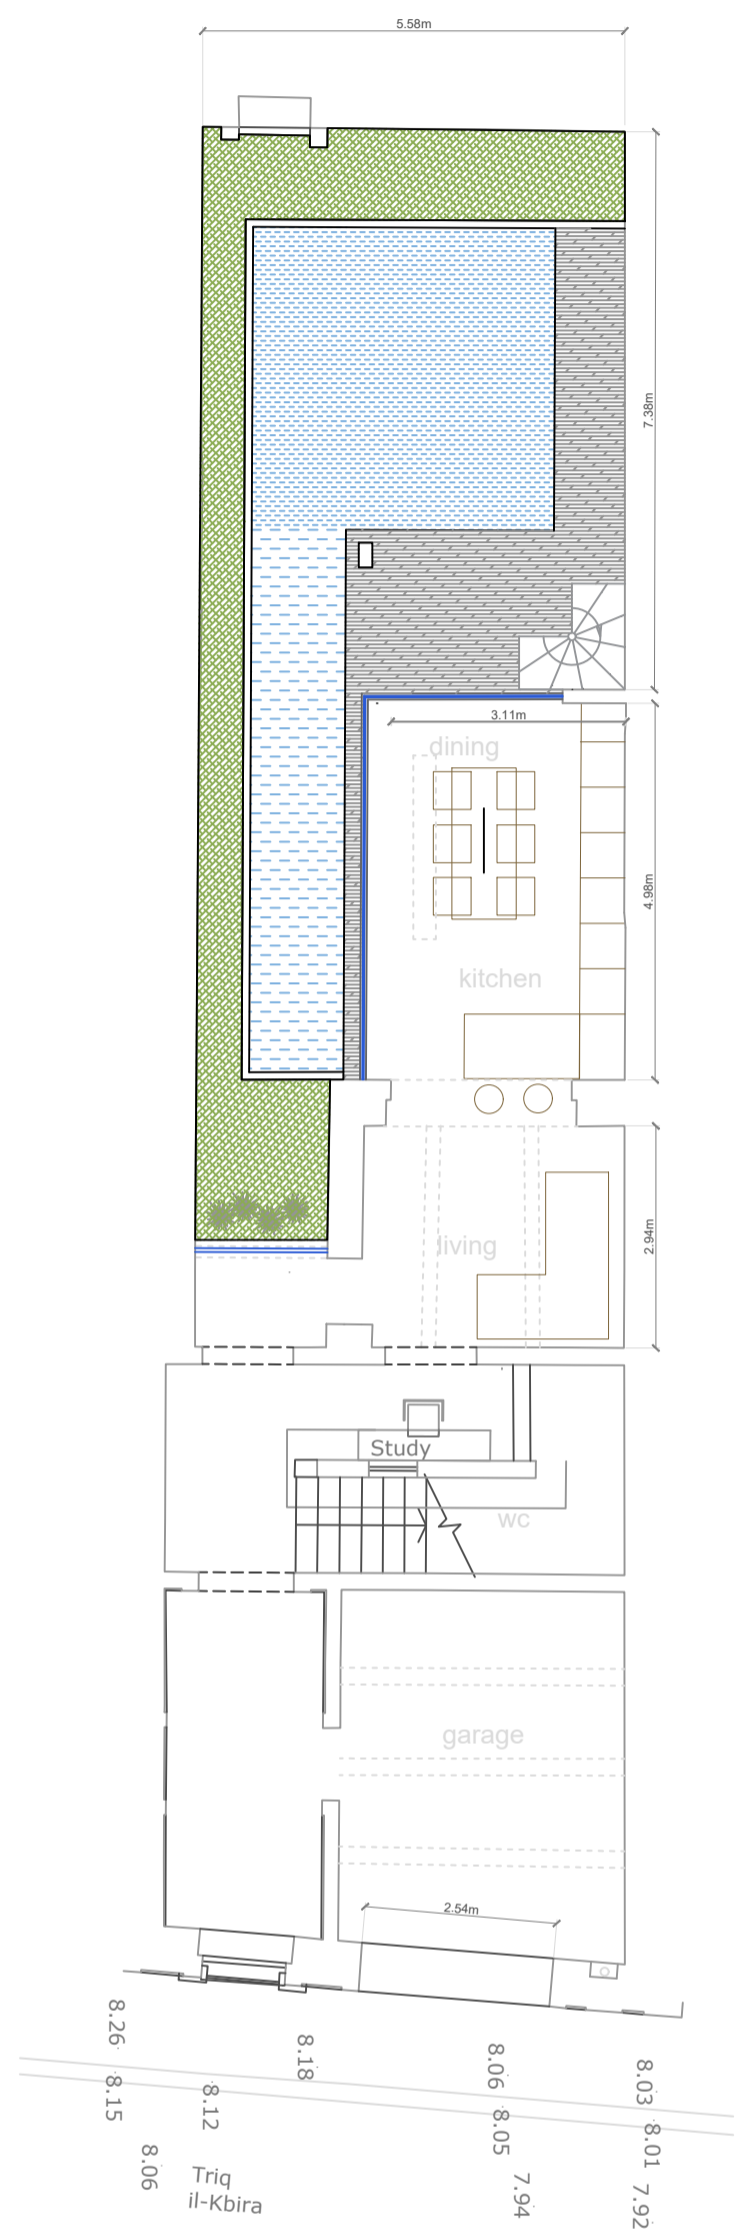 5.58m
7.38m
3.11m
dining
4.98m
kitchen
2.94m
living
Study
wc
garage
2.54m
8.26
8.18
8.06
8.03
8.15
8.12
8.05
8.01
8.06
7.94
7.92
Triq
il-Kbira